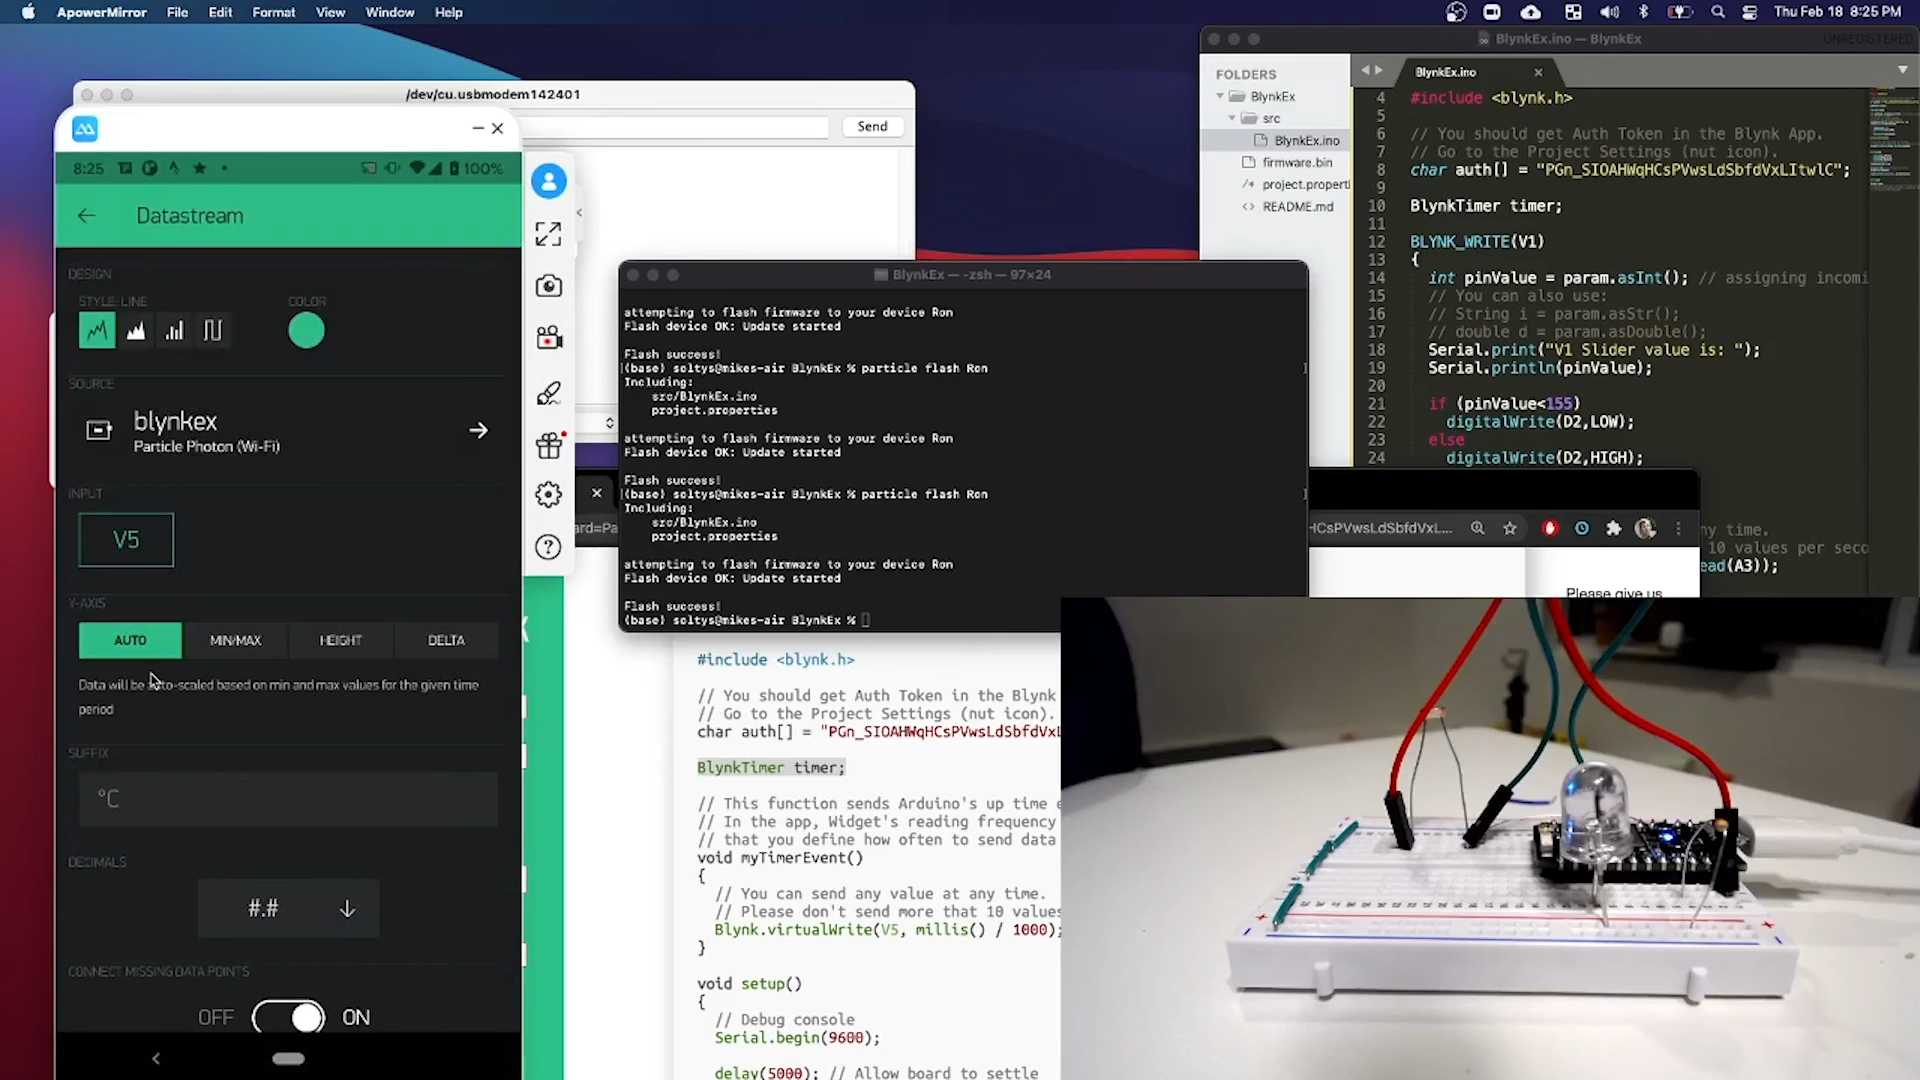 ApowerMirror File Edit Format View Window Help
Thu Feb 18 8:25 PM
/dev/cu.usbmodem142401
Send
8:25
100%
Datastream
DESIGN
STYLE: LINE
COLOR
SOURCE
blynkex
Particle Photon (Wi-Fi)
INPUT
V5
Y-AXIS
AUTO
MIN/MAX
HEIGHT
DELTA
Data will be auto-scaled based on min and max values for the given time
period
SUFFIX
°C
DECIMALS
#.#
CONNECT MISSING DATA POINTS
OFF
ON
BlynkEx — -zsh — 97×24
attempting to flash firmware to your device Ron
Flash device OK: Update started
Flash success!
(base) soltys@mikes-air BlynkEx % particle flash Ron
Including:
src/BlynkEx.ino
project.properties
attempting to flash firmware to your device Ron
Flash device OK: Update started
Flash success!
(base) soltys@mikes-air BlynkEx % particle flash Ron
Including:
src/BlynkEx.ino
project.properties
attempting to flash firmware to your device Ron
Flash device OK: Update started
Flash success!
(base) soltys@mikes-air BlynkEx %
BlynkEx.ino — BlynkEx
UNREGISTERED
FOLDERS
BlynkEx
src
BlynkEx.ino
firmware.bin
project.properti
README.md
BlynkEx.ino
4 #include <blynk.h>
5
6 // You should get Auth Token in the Blynk App.
7 // Go to the Project Settings (nut icon).
8 char auth[] = "PGn_SIOAHWqHCsPVwsLdSbfdVxLItwlC";
9
10 BlynkTimer timer;
11
12 BLYNK_WRITE(V1)
13 {
14 int pinValue = param.asInt(); // assigning incomi
15 // You can also use:
16 // String i = param.asStr();
17 // double d = param.asDouble();
18 Serial.print("V1 Slider value is: ");
19 Serial.println(pinValue);
20
21 if (pinValue<155)
22 digitalWrite(D2,LOW);
23 else
24 digitalWrite(D2,HIGH);
ard=Pa
HCsPVwsLdSbfdVxL...
ny time.
10 values per seco
ead(A3));
Please give us
#include <blynk.h>
// You should get Auth Token in the Blynk
// Go to the Project Settings (nut icon).
char auth[] = "PGn_SIOAHWqHCsPVwsLdSbfdVxL
BlynkTimer timer;
// This function sends Arduino's up time e
// In the app, Widget's reading frequency
// that you define how often to send data
void myTimerEvent()
{
// You can send any value at any time.
// Please don't send more that 10 values
Blynk.virtualWrite(V5, millis() / 1000);
}
void setup()
{
// Debug console
Serial.begin(9600);
delay(5000); // Allow board to settle